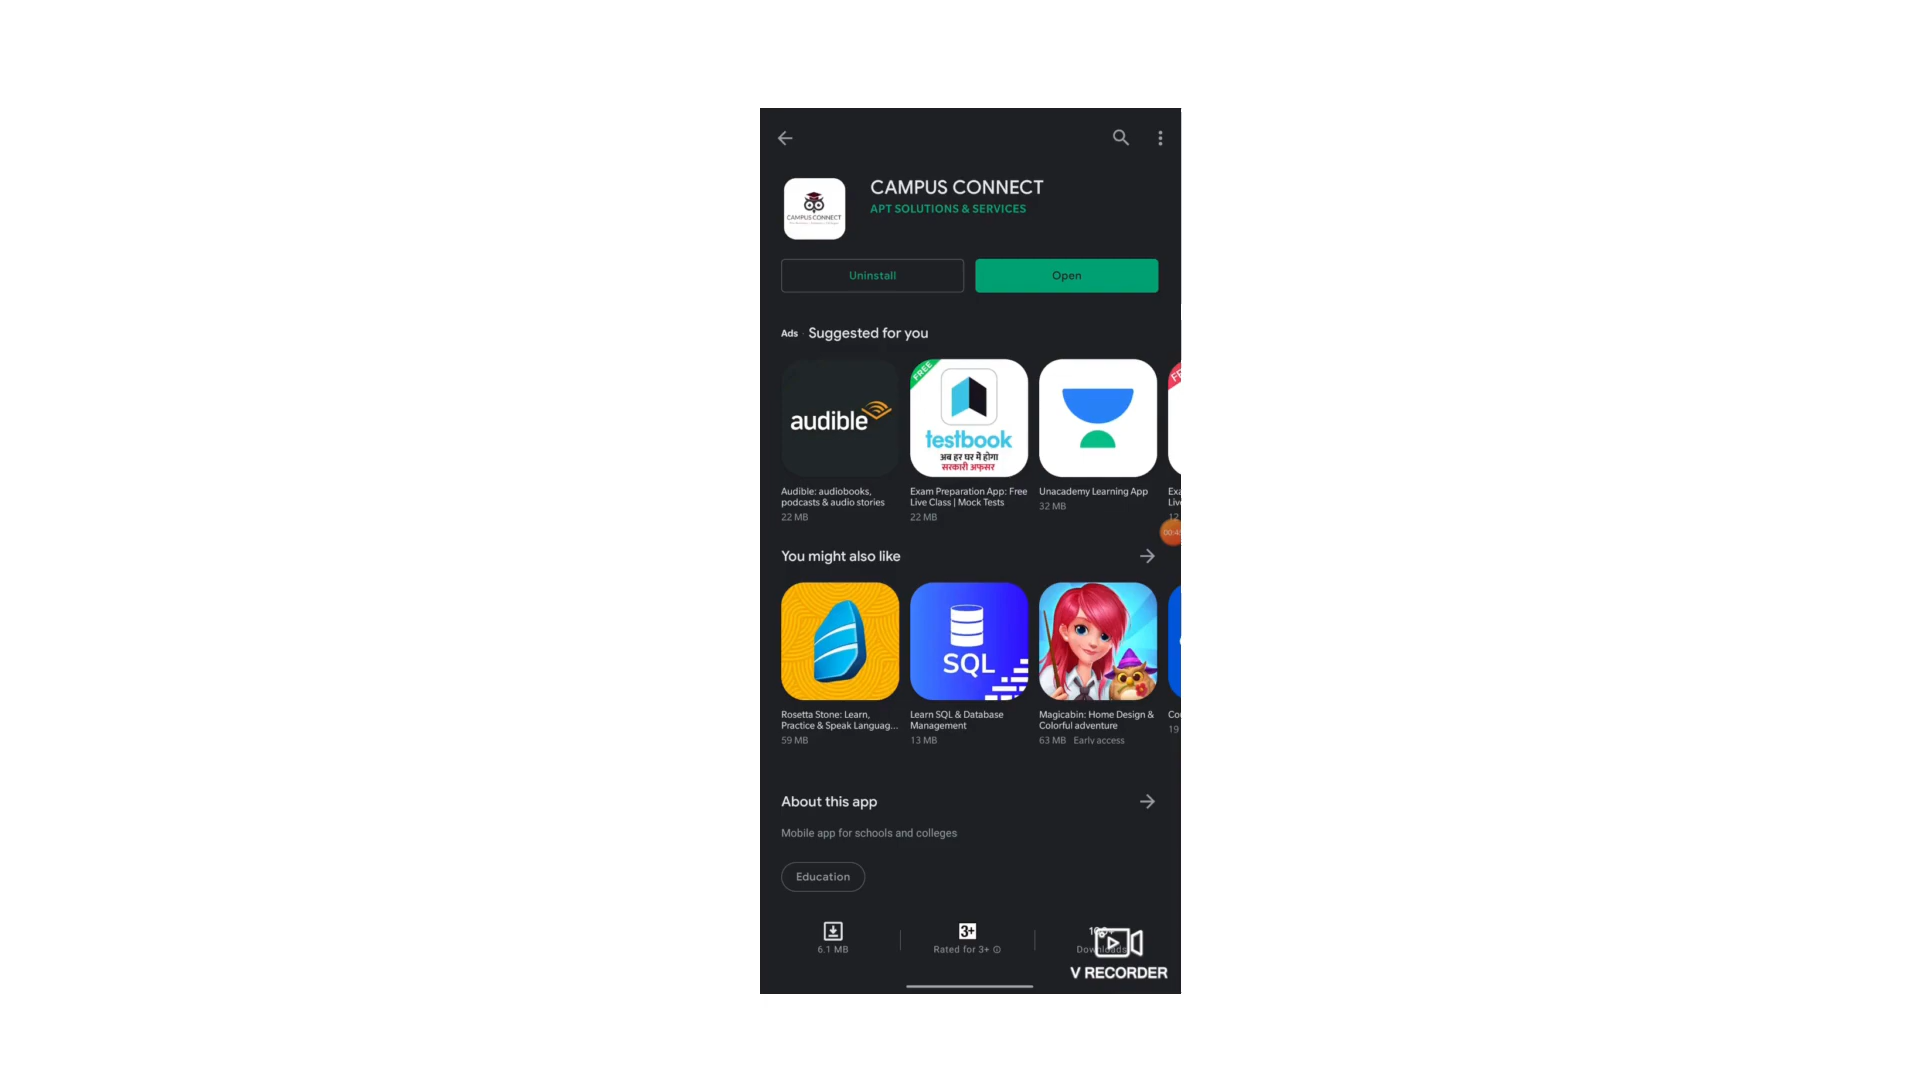 CAMPUS CONNECT
APT SOLUTIONS & SERVICES
CAMPUS CONNECT
Uninstall
Open
Ads · Suggested for you
audible
FREE
testbook
अब हर घर में होगा
सरकारी अफ़सर
Audible: audiobooks,
podcasts & audio stories
22 MB
Exam Preparation App: Free
Live Class | Mock Tests
22 MB
Unacademy Learning App
32 MB
You might also like
SQL
Rosetta Stone: Learn,
Practice & Speak Languag...
59 MB
Learn SQL & Database
Management
13 MB
Magicabin: Home Design &
Colorful adventure
63 MB Early access
About this app
Mobile app for schools and colleges
Education
6.1 MB
3+
Rated for 3+
Downloads
V RECORDER